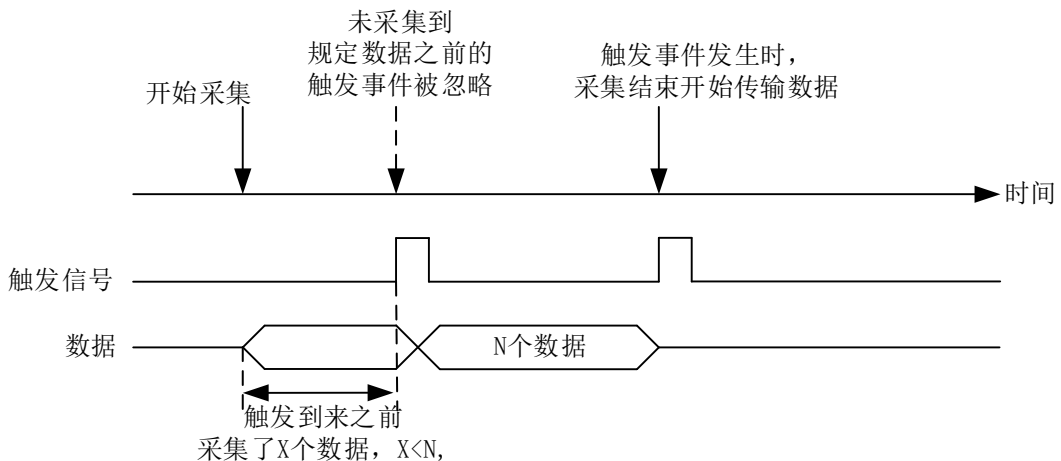 未采集到
规定数据之前的
触发事件被忽略
触发事件发生时，
采集结束开始传输数据
开始采集
时间
触发信号
数据
N个数据
触发到来之前
采集了X个数据，X<N,